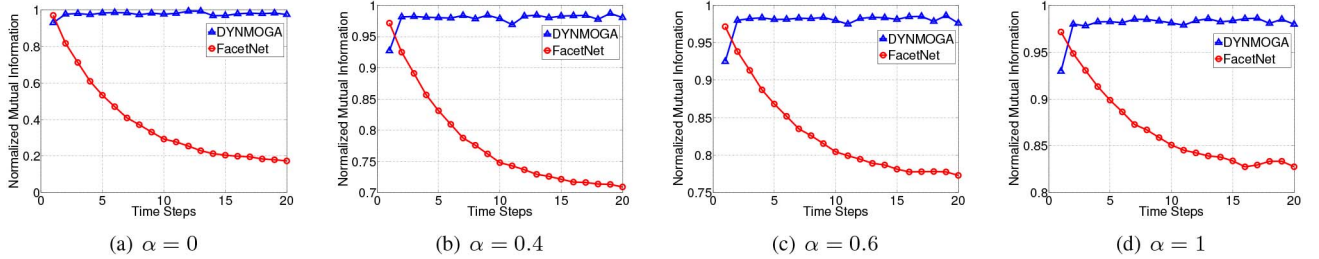 Normalized Mutual Information
1
0.8
0.6
0.4
0.2
0
0 5 10 15 20
Time Steps
DYNMOGA
FacetNet
(a) α = 0
Normalized Mutual Information
1
0.95
0.9
0.85
0.8
0.75
0.7
0 5 10 15 20
Time Steps
DYNMOGA
FacetNet
(b) α = 0.4
Normalized Mutual Information
1
0.95
0.9
0.85
0.8
0.75
0 5 10 15 20
Time Steps
DYNMOGA
FacetNet
(c) α = 0.6
Normalized Mutual Information
1
0.95
0.9
0.85
0.8
0 5 10 15 20
Time Steps
DYNMOGA
FacetNet
(d) α = 1